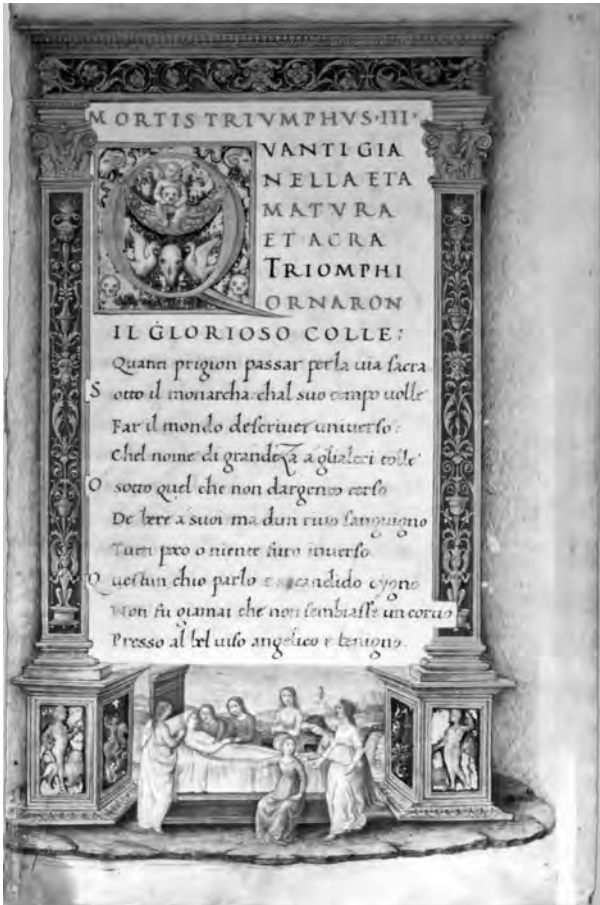 MORTIS TRIVMPHVS·III·
QVANTI GIA
NELLA ETA
MATVRA
ET ACRA
TRIOMPHI
ORNARON
IL GLORIOSO COLLE:
Quanti prigion passar per la uia sacra
Sotto il monarcha chal suo tempo uolle
Far il mondo descriuer uniuerso:
Chel nome di grandeza a glialtri tolle
O sotto quel che non dargento terso
De bere a suoi ma dun riuo sanguigno
Tutti poco o niente furo inuerso
Questun chio parlo e candido cygno
Non fu giamai che non sembiasse un coruo
Presso al bel uiso angelico e benigno.